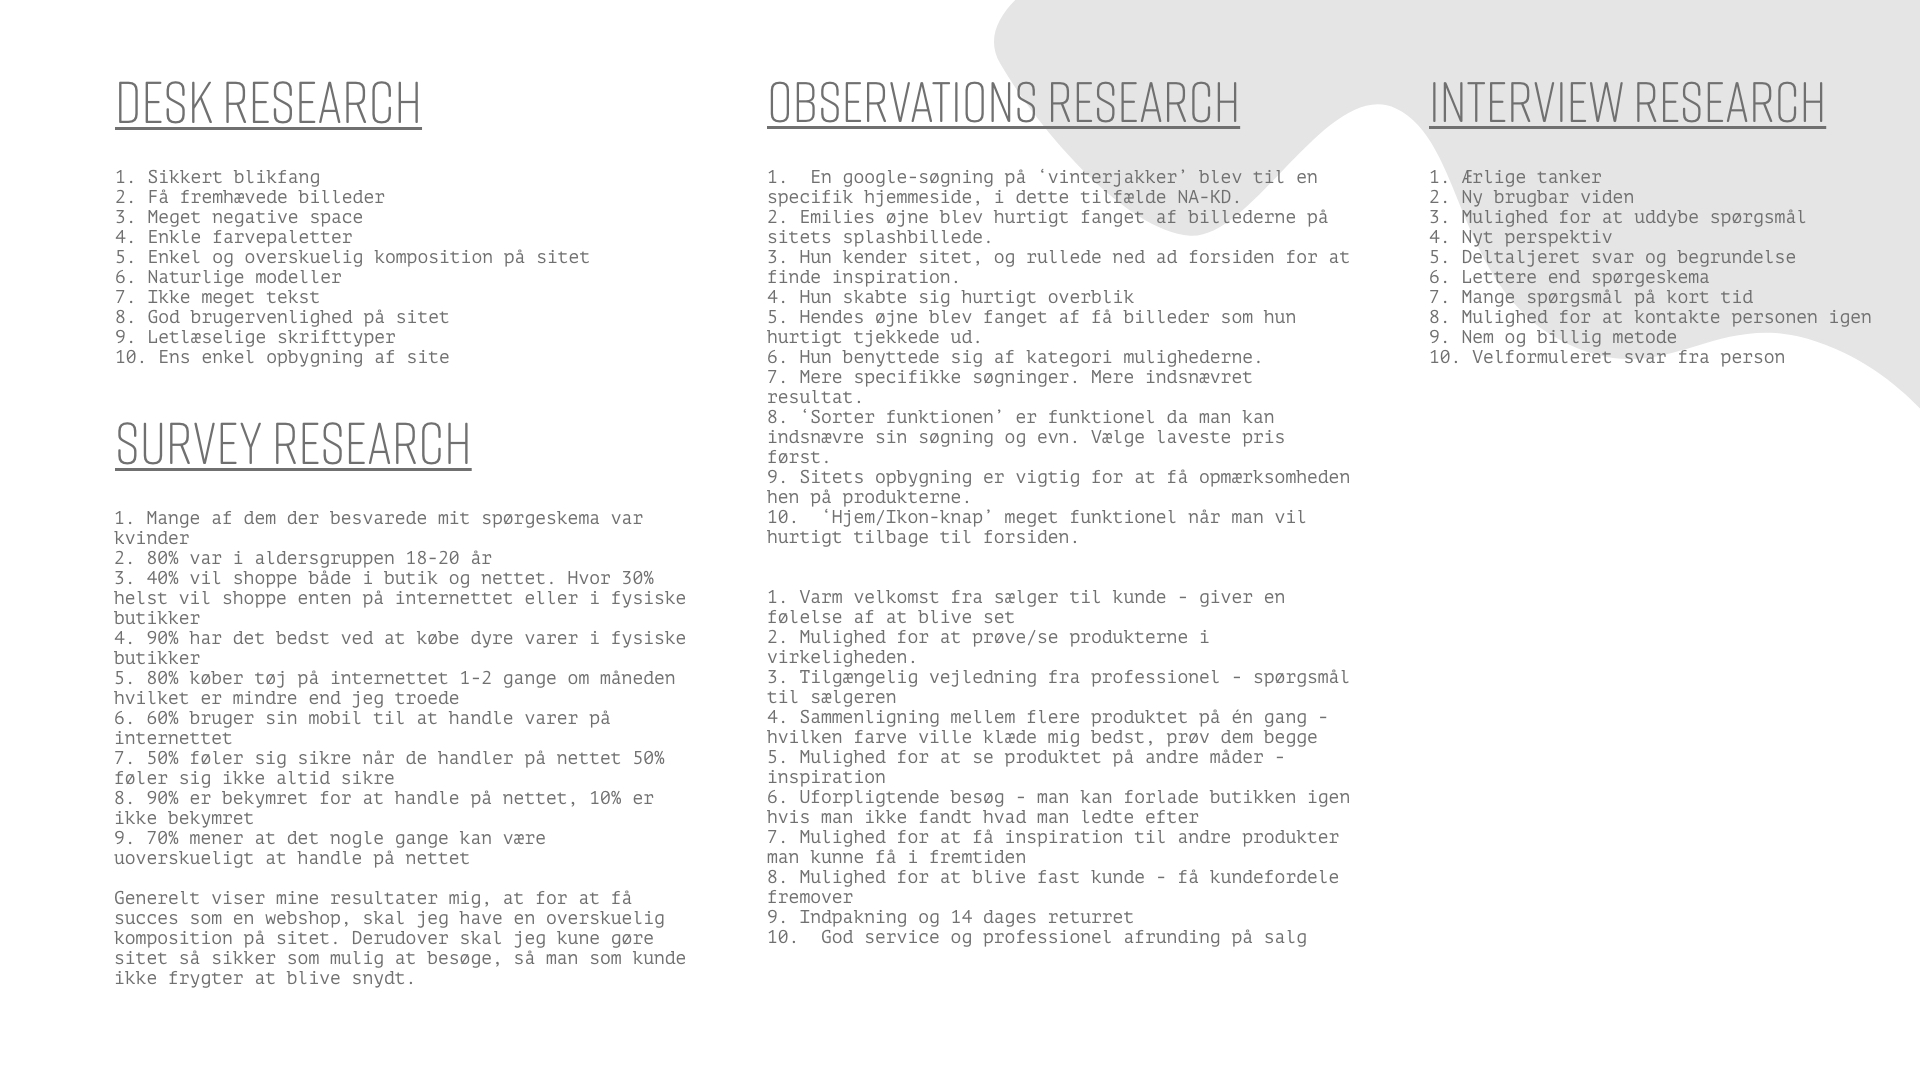 DESK RESEARCH
1. Sikkert blikfang
2. Få fremhævede billeder
3. Meget negative space
4. Enkle farvepaletter
5. Enkel og overskuelig komposition på sitet
6. Naturlige modeller
7. Ikke meget tekst
8. God brugervenlighed på sitet
9. Letlæselige skrifttyper
10. Ens enkel opbygning af site
SURVEY RESEARCH
1. Mange af dem der besvarede mit spørgeskema var
kvinder
2. 80% var i aldersgruppen 18-20 år
3. 40% vil shoppe både i butik og nettet. Hvor 30%
helst vil shoppe enten på internettet eller i fysiske
butikker
4. 90% har det bedst ved at købe dyre varer i fysiske
butikker
5. 80% køber tøj på internettet 1-2 gange om måneden
hvilket er mindre end jeg troede
6. 60% bruger sin mobil til at handle varer på
internettet
7. 50% føler sig sikre når de handler på nettet 50%
føler sig ikke altid sikre
8. 90% er bekymret for at handle på nettet, 10% er
ikke bekymret
9. 70% mener at det nogle gange kan være
uoverskueligt at handle på nettet
Generelt viser mine resultater mig, at for at få
succes som en webshop, skal jeg have en overskuelig
komposition på sitet. Derudover skal jeg kune gøre
sitet så sikker som mulig at besøge, så man som kunde
ikke frygter at blive snydt.
OBSERVATIONS RESEARCH
1.  En google-søgning på ‘vinterjakker’ blev til en
specifik hjemmeside, i dette tilfælde NA-KD.
2. Emilies øjne blev hurtigt fanget af billederne på
sitets splashbillede.
3. Hun kender sitet, og rullede ned ad forsiden for at
finde inspiration.
4. Hun skabte sig hurtigt overblik
5. Hendes øjne blev fanget af få billeder som hun
hurtigt tjekkede ud.
6. Hun benyttede sig af kategori mulighederne.
7. Mere specifikke søgninger. Mere indsnævret
resultat.
8. ‘Sorter funktionen’ er funktionel da man kan
indsnævre sin søgning og evn. Vælge laveste pris
først.
9. Sitets opbygning er vigtig for at få opmærksomheden
hen på produkterne.
10.  ‘Hjem/Ikon-knap’ meget funktionel når man vil
hurtigt tilbage til forsiden.
1. Varm velkomst fra sælger til kunde - giver en
følelse af at blive set
2. Mulighed for at prøve/se produkterne i
virkeligheden.
3. Tilgængelig vejledning fra professionel - spørgsmål
til sælgeren
4. Sammenligning mellem flere produktet på én gang -
hvilken farve ville klæde mig bedst, prøv dem begge
5. Mulighed for at se produktet på andre måder -
inspiration
6. Uforpligtende besøg - man kan forlade butikken igen
hvis man ikke fandt hvad man ledte efter
7. Mulighed for at få inspiration til andre produkter
man kunne få i fremtiden
8. Mulighed for at blive fast kunde - få kundefordele
fremover
9. Indpakning og 14 dages returret
10.  God service og professionel afrunding på salg
INTERVIEW RESEARCH
1. Ærlige tanker
2. Ny brugbar viden
3. Mulighed for at uddybe spørgsmål
4. Nyt perspektiv
5. Deltaljeret svar og begrundelse
6. Lettere end spørgeskema
7. Mange spørgsmål på kort tid
8. Mulighed for at kontakte personen igen
9. Nem og billig metode
10. Velformuleret svar fra person